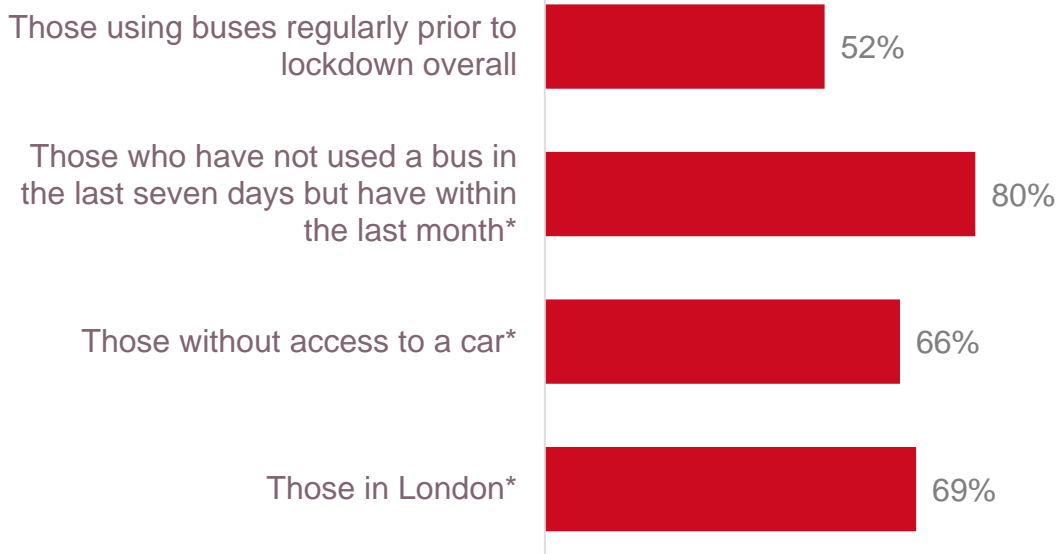 Those using buses regularly prior to
lockdown overall
52%
Those who have not used a bus in
the last seven days but have within
the last month*
80%
Those without access to a car*
66%
Those in London*
69%